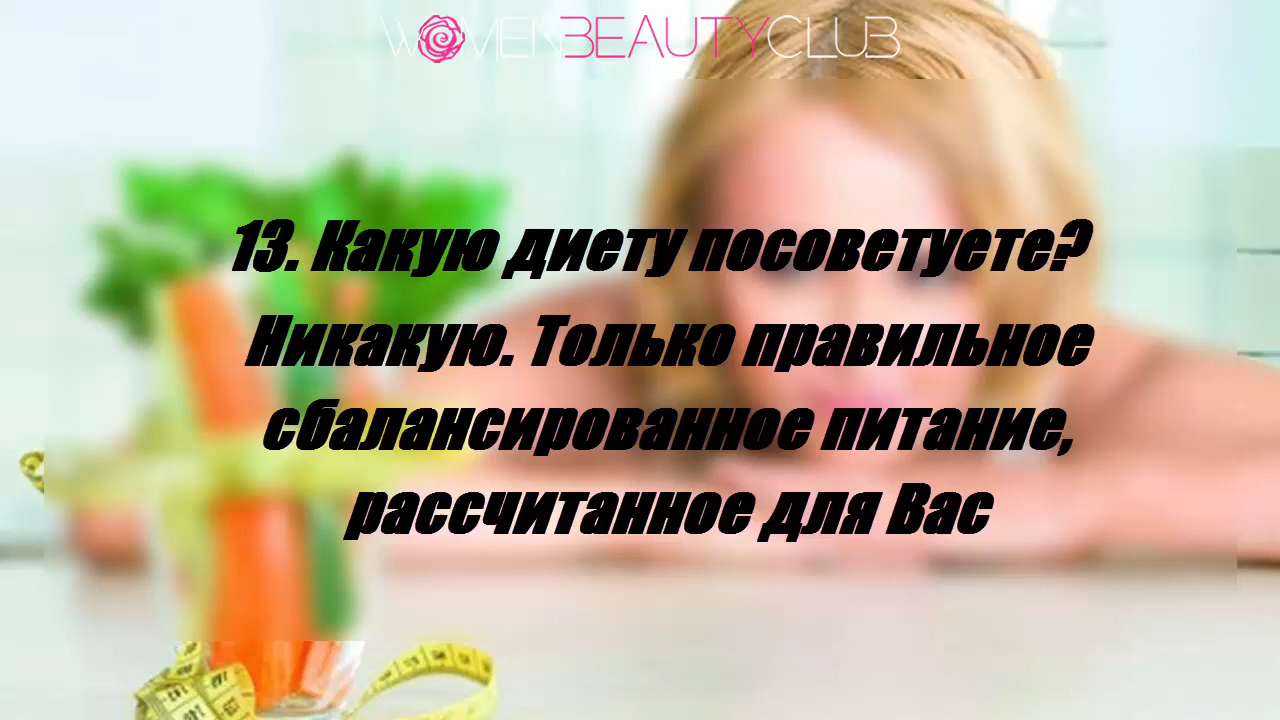 WOMENBEAUTYCLUB
13. Какую диету посоветуете?
Никакую. Только правильное
сбалансированное питание,
рассчитанное для Вас